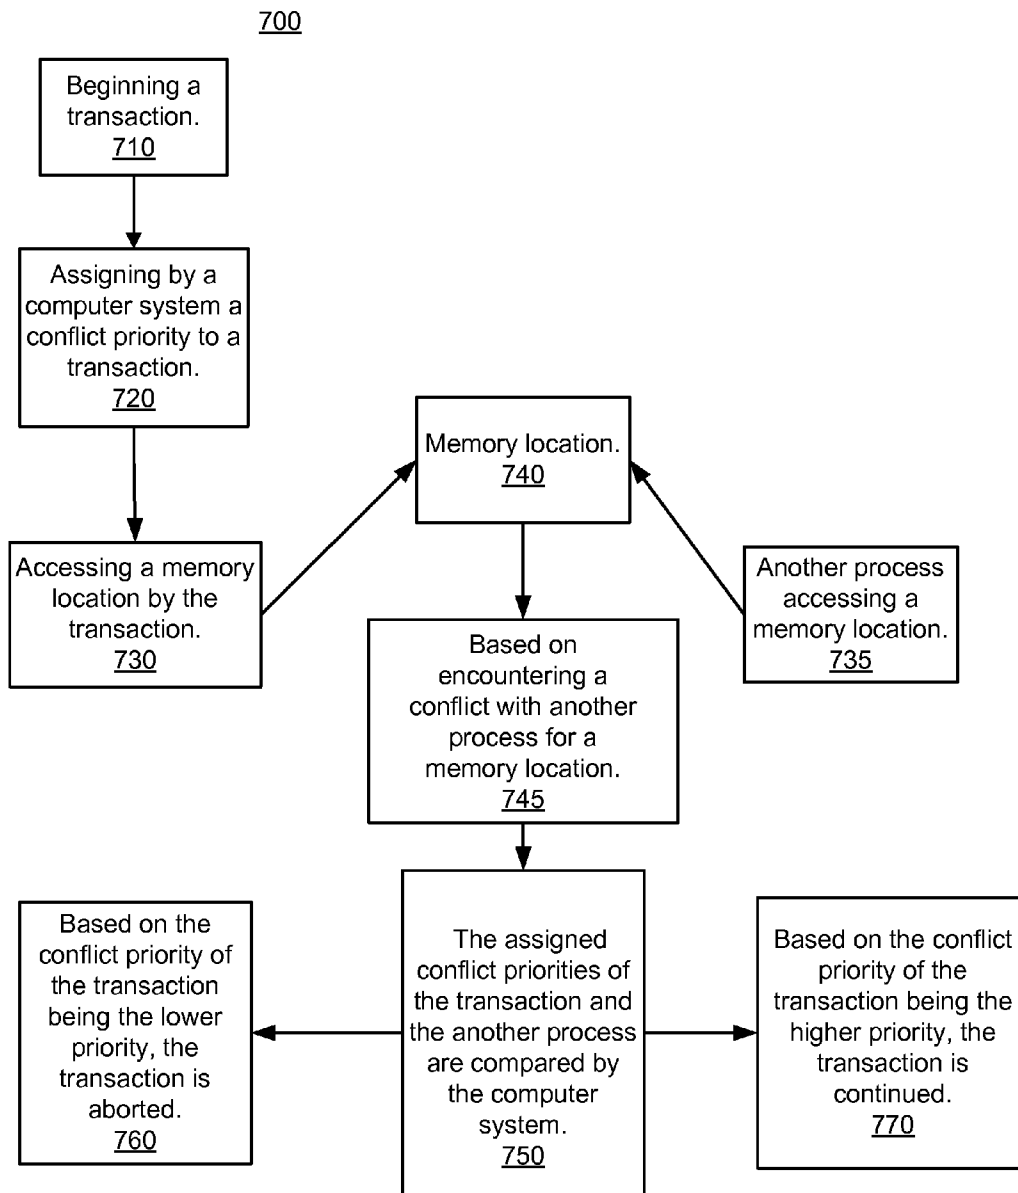 700
Beginning a
transaction.
710
Assigning by a
computer system a
conflict priority to a
transaction.
720
Accessing a memory
location by the
transaction.
730
Memory location.
740
Another process
accessing a
memory location.
735
Based on
encountering a
conflict with another
process for a
memory location.
745
Based on the
conflict priority of
the transaction
being the lower
priority, the
transaction is
aborted.
760
The assigned
conflict priorities of
the transaction and
the another process
are compared by
the computer
system.
750
Based on the conflict
priority of the
transaction being the
higher priority, the
transaction is
continued.
770